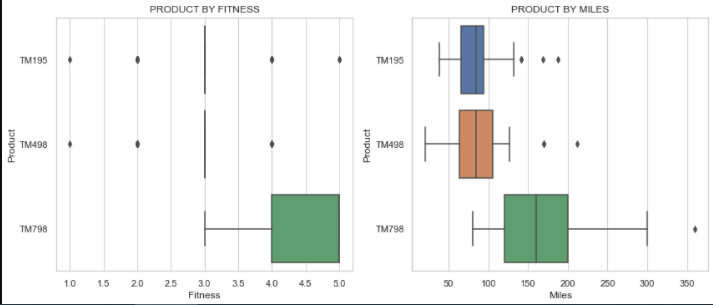 PRODUCT BY FITNESS
Product
TM195
TM498
TM798
1.0 1.5 2.0 2.5 3.0 3.5 4.0 4.5 5.0
Fitness
PRODUCT BY MILES
Product
TM195
TM498
TM798
50 100 150 200 250 300 350
Miles